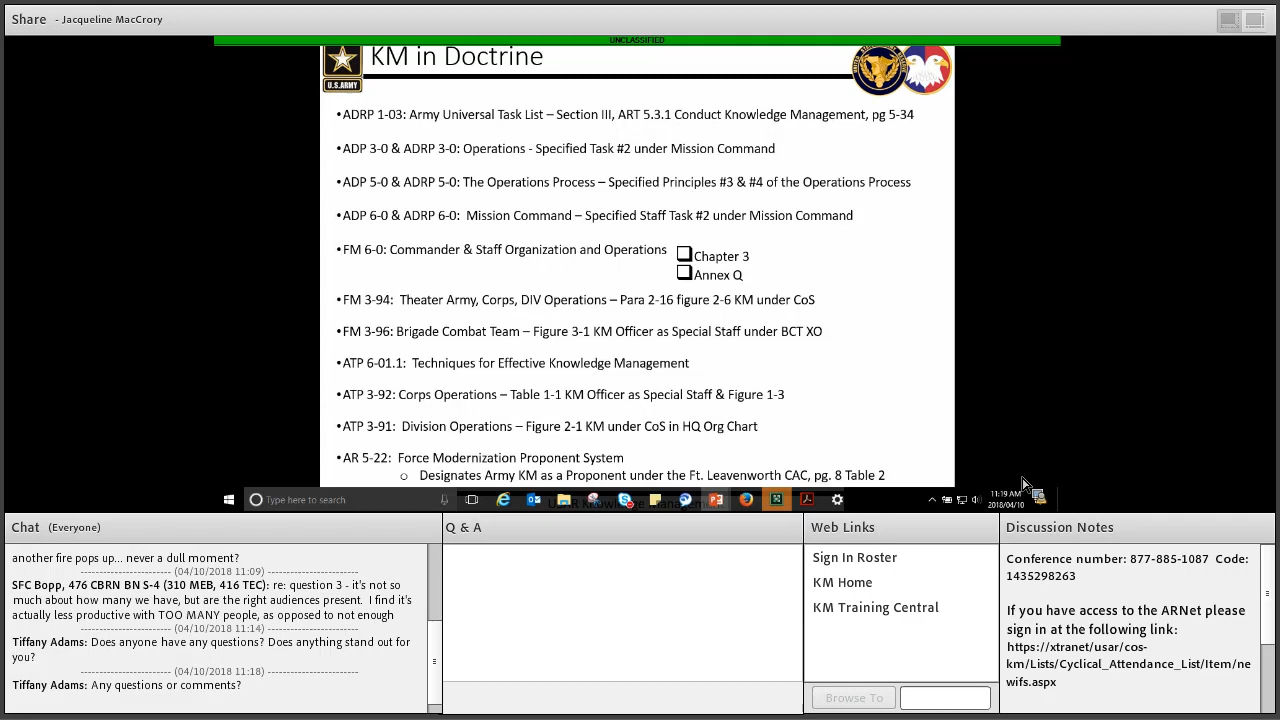 Share - Jacqueline MacCrory
UNCLASSIFIED
KM in Doctrine
U.S.ARMY
•ADRP 1-03: Army Universal Task List – Section III, ART 5.3.1 Conduct Knowledge Management, pg 5-34
•ADP 3-0 & ADRP 3-0: Operations - Specified Task #2 under Mission Command
•ADP 5-0 & ADRP 5-0: The Operations Process – Specified Principles #3 & #4 of the Operations Process
•ADP 6-0 & ADRP 6-0: Mission Command – Specified Staff Task #2 under Mission Command
•FM 6-0: Commander & Staff Organization and Operations
Chapter 3
Annex Q
•FM 3-94: Theater Army, Corps, DIV Operations – Para 2-16 figure 2-6 KM under CoS
•FM 3-96: Brigade Combat Team – Figure 3-1 KM Officer as Special Staff under BCT XO
•ATP 6-01.1: Techniques for Effective Knowledge Management
•ATP 3-92: Corps Operations – Table 1-1 KM Officer as Special Staff & Figure 1-3
•ATP 3-91: Division Operations – Figure 2-1 KM under CoS in HQ Org Chart
•AR 5-22: Force Modernization Proponent System
o Designates Army KM as a Proponent under the Ft. Leavenworth CAC, pg. 8 Table 2
Type here to search
11:19 AM
2018/04/10
Chat (Everyone)
another fire pops up... never a dull moment?
------------------ (04/10/2018 11:09) ------------------
SFC Bopp, 476 CBRN BN S-4 (310 MEB, 416 TEC): re: question 3 - it's not so
much about how many we have, but are the right audiences present. I find it's
actually less productive with TOO MANY people, as opposed to not enough
------------------ (04/10/2018 11:14) ------------------
Tiffany Adams: Does anyone have any questions? Does anything stand out for
you?
------------------ (04/10/2018 11:18) ------------------
Tiffany Adams: Any questions or comments?
Q & A
Web Links
Sign In Roster
KM Home
KM Training Central
Browse To
Discussion Notes
Conference number: 877-885-1087 Code:
1435298263
If you have access to the ARNet please
sign in at the following link:
https://xtranet/usar/cos-
km/Lists/Cyclical_Attendance_List/Item/ne
wifs.aspx